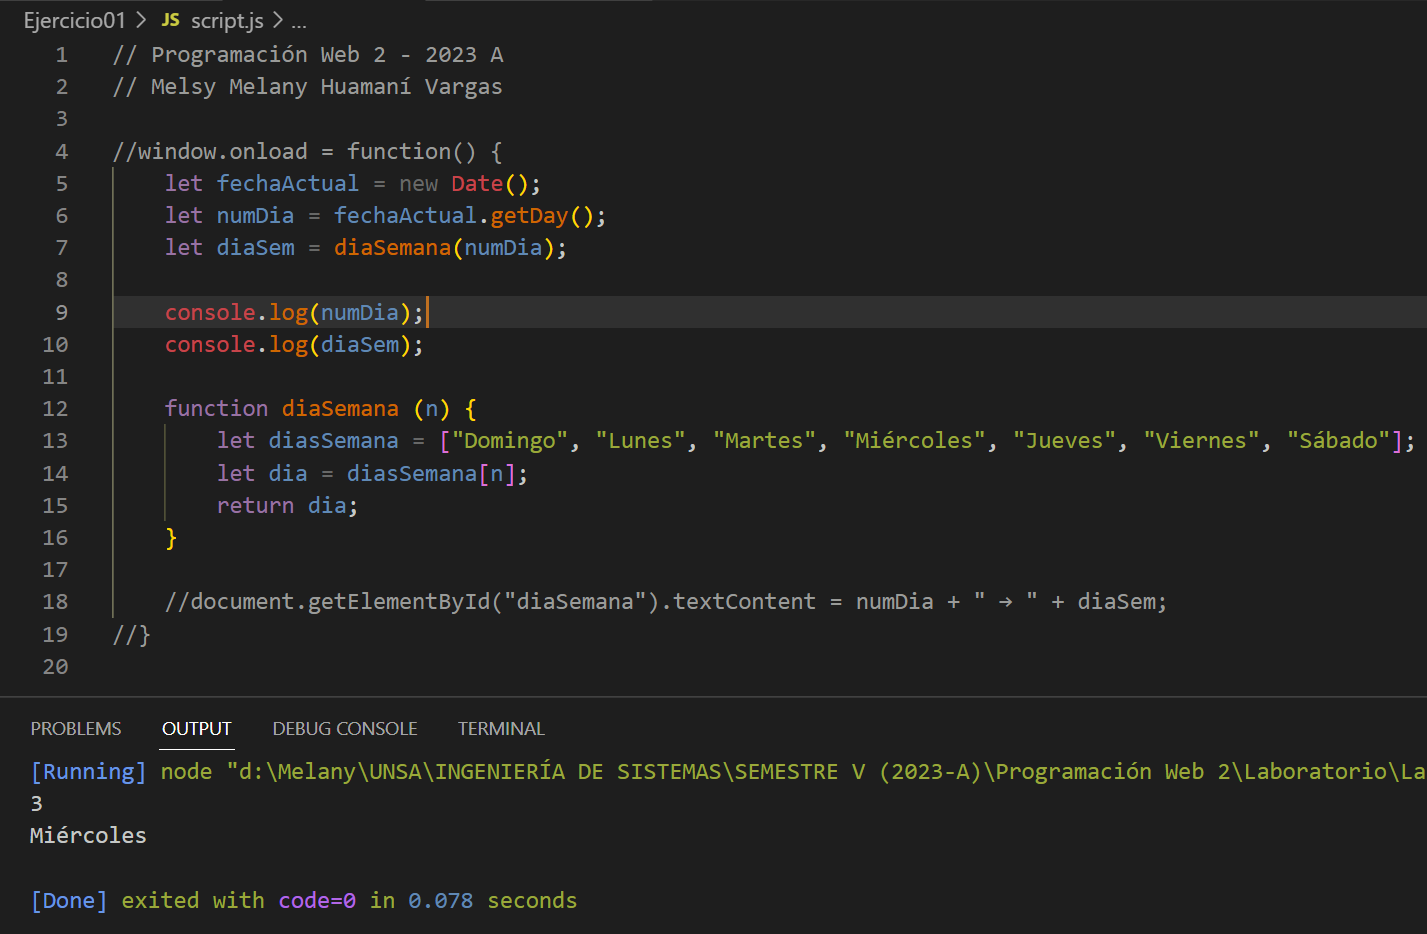 Ejercicio01 > JS script.js > ...
1 // Programación Web 2 - 2023 A
2 // Melsy Melany Huamaní Vargas
3
4 //window.onload = function() {
5     let fechaActual = new Date();
6     let numDia = fechaActual.getDay();
7     let diaSem = diaSemana(numDia);
8
9     console.log(numDia);
10     console.log(diaSem);
11
12     function diaSemana (n) {
13         let diasSemana = ["Domingo", "Lunes", "Martes", "Miércoles", "Jueves", "Viernes", "Sábado"];
14         let dia = diasSemana[n];
15         return dia;
16     }
17
18     //document.getElementById("diaSemana").textContent = numDia + " → " + diaSem;
19 //}
20
PROBLEMS OUTPUT DEBUG CONSOLE TERMINAL
[Running] node "d:\Melany\UNSA\INGENIERÍA DE SISTEMAS\SEMESTRE V (2023-A)\Programación Web 2\Laboratorio\La
3
Miércoles
[Done] exited with code=0 in 0.078 seconds